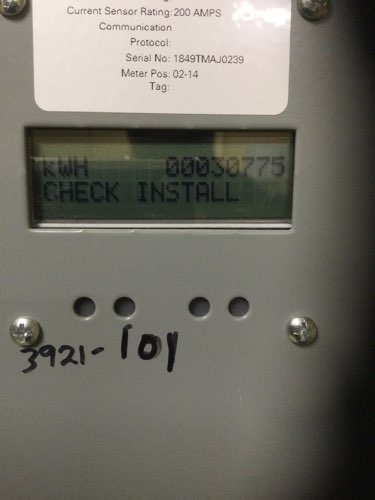 Current Sensor Rating:200 AMPS
Communication
Protocol:
Serial No: 1849TMAJ0239
Meter Pos: 02-14
Tag:
KWH 00030775
CHECK INSTALL
3921-101